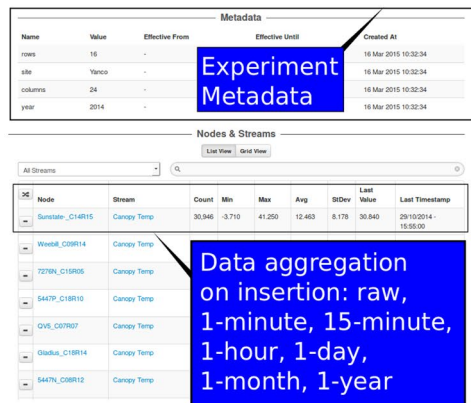 Metadata
Name Value Effective From Effective Until Created At
rows 16 - 16 Mar 2015 10:32:34
site Yanco - 16 Mar 2015 10:32:34
columns 24 - 16 Mar 2015 10:32:34
year 2014 - 16 Mar 2015 10:32:34
Experiment
Metadata
Nodes & Streams
List View Grid View
All Streams
Node Stream Count Min Max Avg StDev Last Value Last Timestamp
Sunstate-_C14R15 Canopy Temp 30,946 -3.710 41.250 12.463 8.178 30.840 29/10/2014 -
15:55:00
Weebill_C09R14 Canopy Temp
7276N_C15R05 Canopy Temp
5447P_C18R10 Canopy Temp
QV5_C07R07 Canopy Temp
Gladius_C18R14 Canopy Temp
5447N_C08R12 Canopy Temp
Data aggregation
on insertion: raw,
1-minute, 15-minute,
1-hour, 1-day,
1-month, 1-year